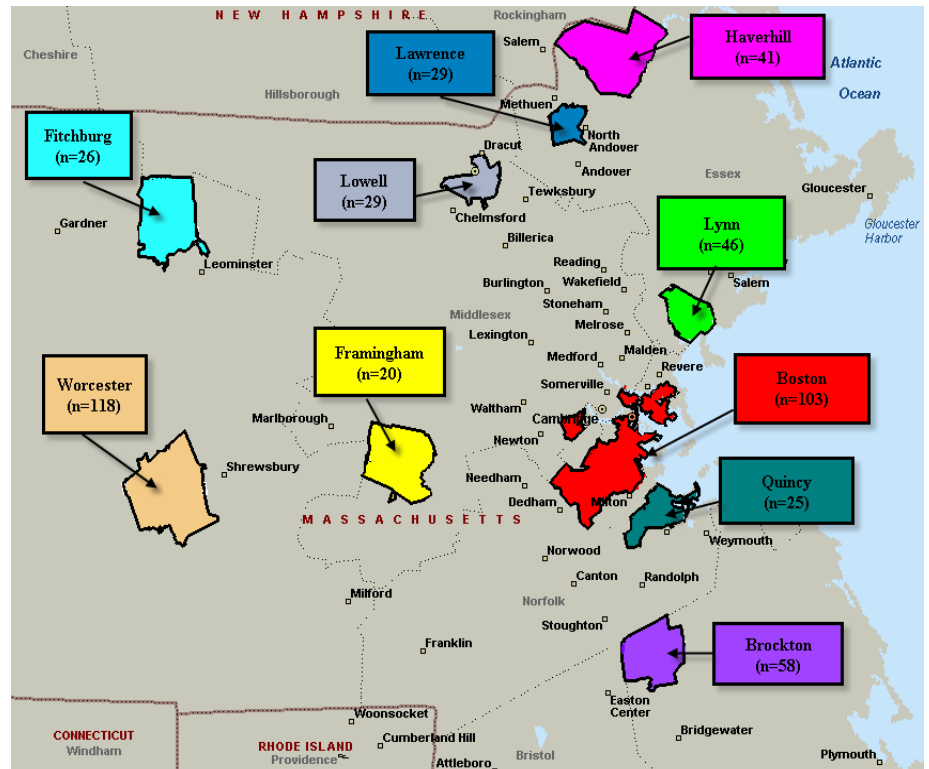 NEW HAMPSHIRE
Rockingham
Cheshire
Salem
Lawrence
(n=29)
Haverhill
(n=41)
Atlantic
Ocean
Hillsborough
Methuen
Fitchburg
(n=26)
North
Andover
Dracut
Andover
Lowell
(n=29)
Essex
Tewksbury
Gloucester
Chelmsford
Gardner
Lynn
(n=46)
Gloucester
Harbor
Billerica
Leominster
Reading
Wakefield
Salem
Burlington
Stoneham
Middlesex
Melrose
Lexington
Framingham
(n=20)
Medford
Malden
Revere
Worcester
(n=118)
Somerville
Boston
(n=103)
Waltham
Cambridge
Marlborough
Newton
Shrewsbury
Needham
Quincy
(n=25)
Dedham
Milton
MASSACHUSETTS
Weymouth
Norwood
Canton
Randolph
Milford
Norfolk
Stoughton
Franklin
Brockton
(n=58)
Easton
Center
Woonsocket
Bridgewater
CONNECTICUT
Windham
RHODE ISLAND
Providence
Cumberland Hill
Bristol
Plymouth
Attleboro